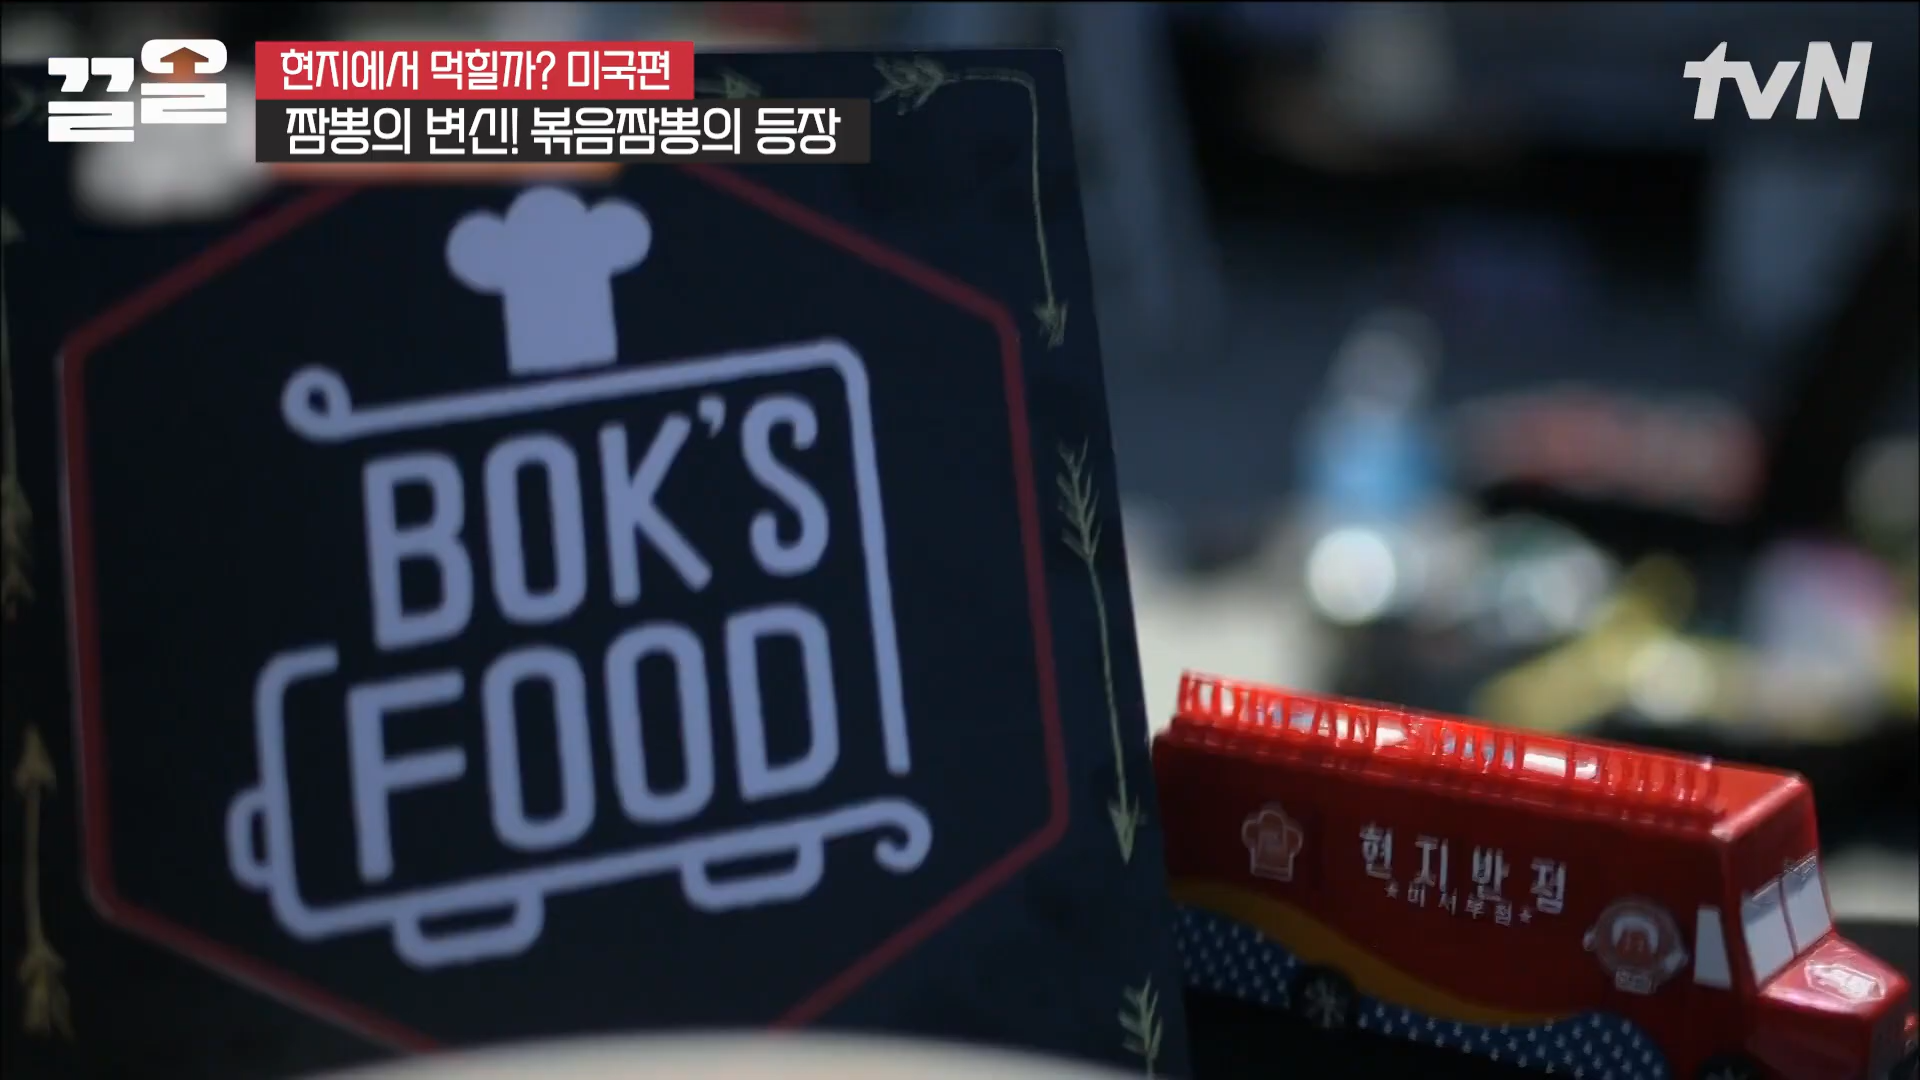 끌올
현지에서 먹힐까? 미국편
짬뽕의 변신! 볶음짬뽕의 등장
tvN
BOK'S
FOOD
현지반점
★미서부점★